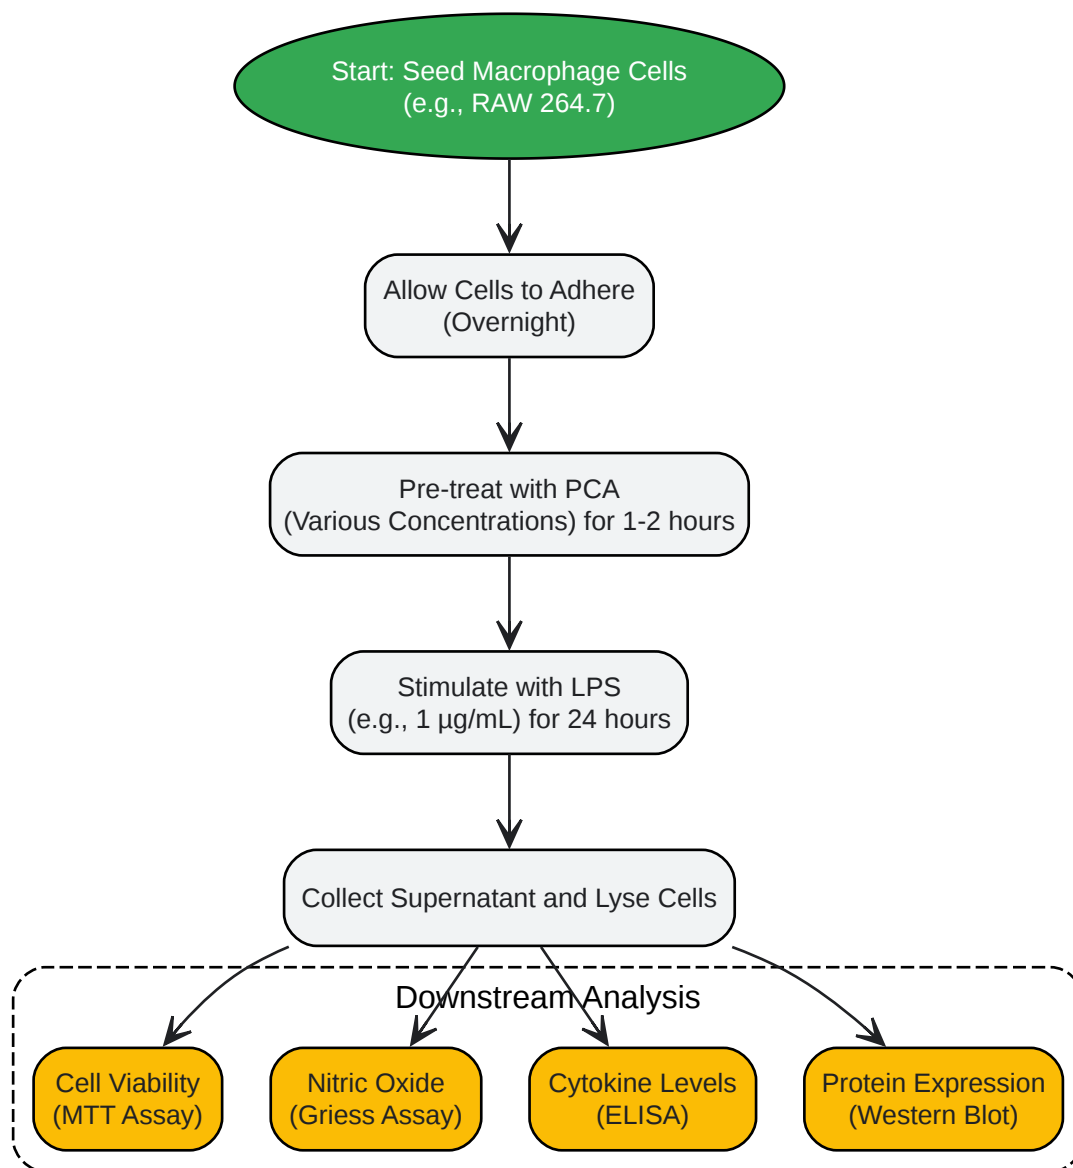 Start: Seed Macrophage Cells
(e.g., RAW 264.7)
Allow Cells to Adhere
(Overnight)
Pre-treat with PCA
(Various Concentrations) for 1-2 hours
Stimulate with LPS
(e.g., 1 µg/mL) for 24 hours
Collect Supernatant and Lyse Cells
Downstream Analysis
Cell Viability
(MTT Assay)
Nitric Oxide
(Griess Assay)
Cytokine Levels
(ELISA)
Protein Expression
(Western Blot)